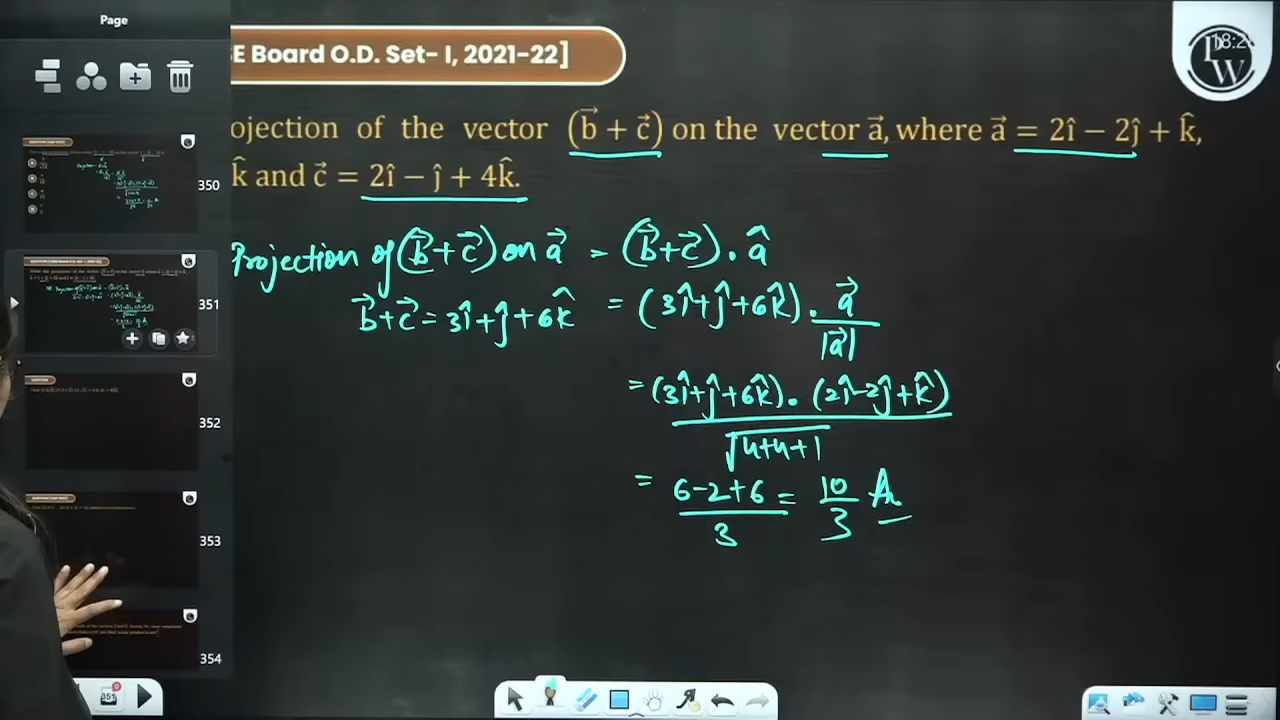 Page
E Board O.D. Set- I, 2021-22]
ojection of the vector (b⃗ + c⃗) on the vector a⃗, where a⃗ = 2î − 2ĵ + k̂,
k̂ and c⃗ = 2î − ĵ + 4k̂.
Projection of (b⃗+c⃗) on a⃗ = (b⃗+c⃗) · â
b⃗+c⃗ = 3î+ĵ+6k̂ = (3î+ĵ+6k̂) · a⃗/|a⃗|
= (3î+ĵ+6k̂) · (2î−2ĵ+k̂) / √(4+4+1)
= (6−2+6)/3 = 10/3
350
351
352
353
354